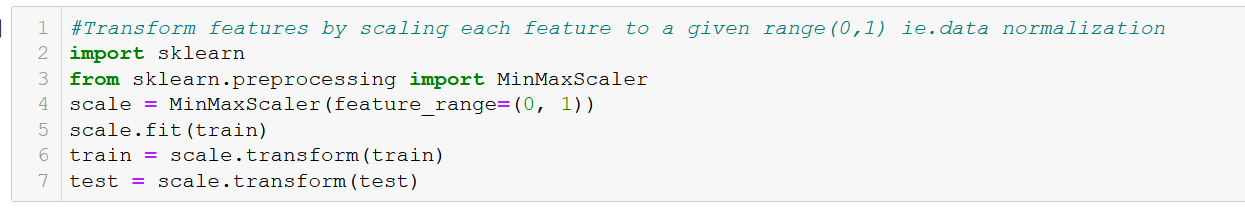 1 #Transform features by scaling each feature to a given range(0,1) ie.data normalization
2 import sklearn
3 from sklearn.preprocessing import MinMaxScaler
4 scale = MinMaxScaler(feature_range=(0, 1))
5 scale.fit(train)
6 train = scale.transform(train)
7 test = scale.transform(test)